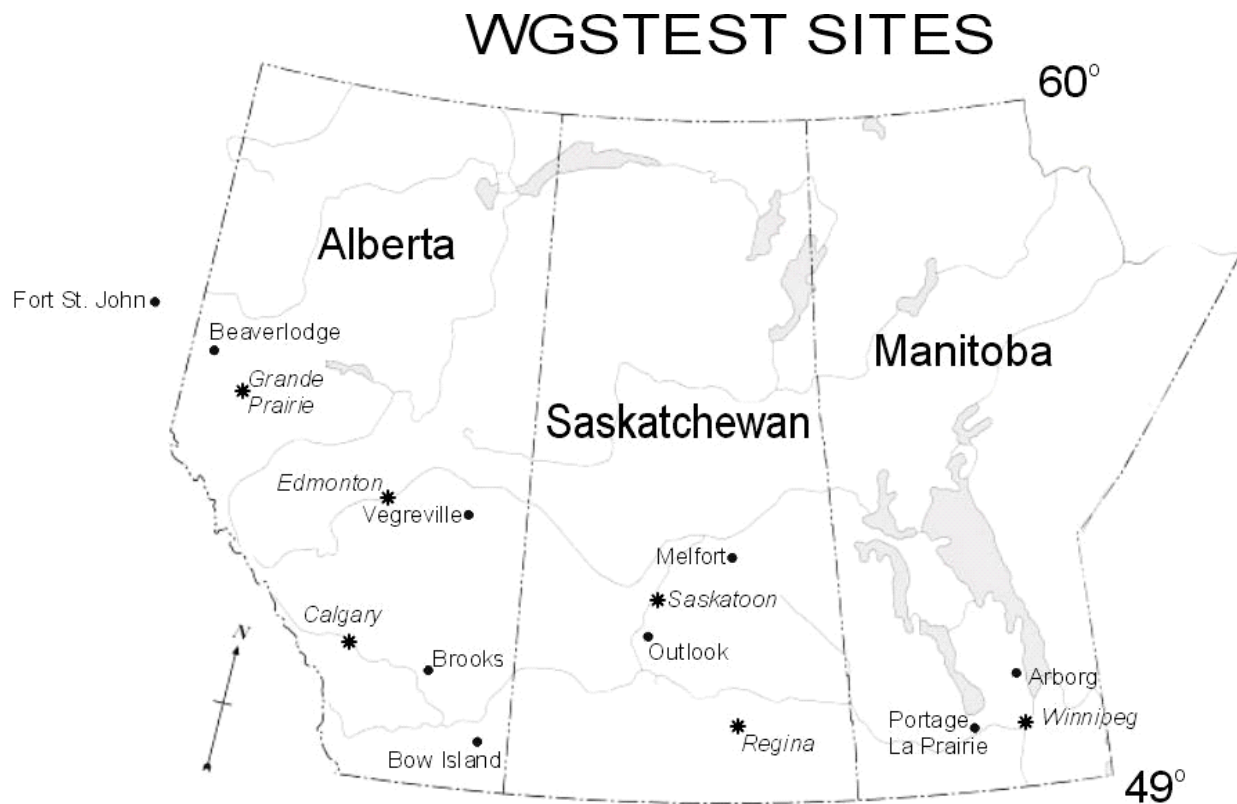 WGSTEST SITES
60°
Alberta
Fort St. John
Beaverlodge
Grande
Prairie
Manitoba
Saskatchewan
Edmonton
Vegreville
Melfort
Saskatoon
Calgary
N
Outlook
Brooks
Arborg
Portage
La Prairie
Winnipeg
Regina
Bow Island
49°